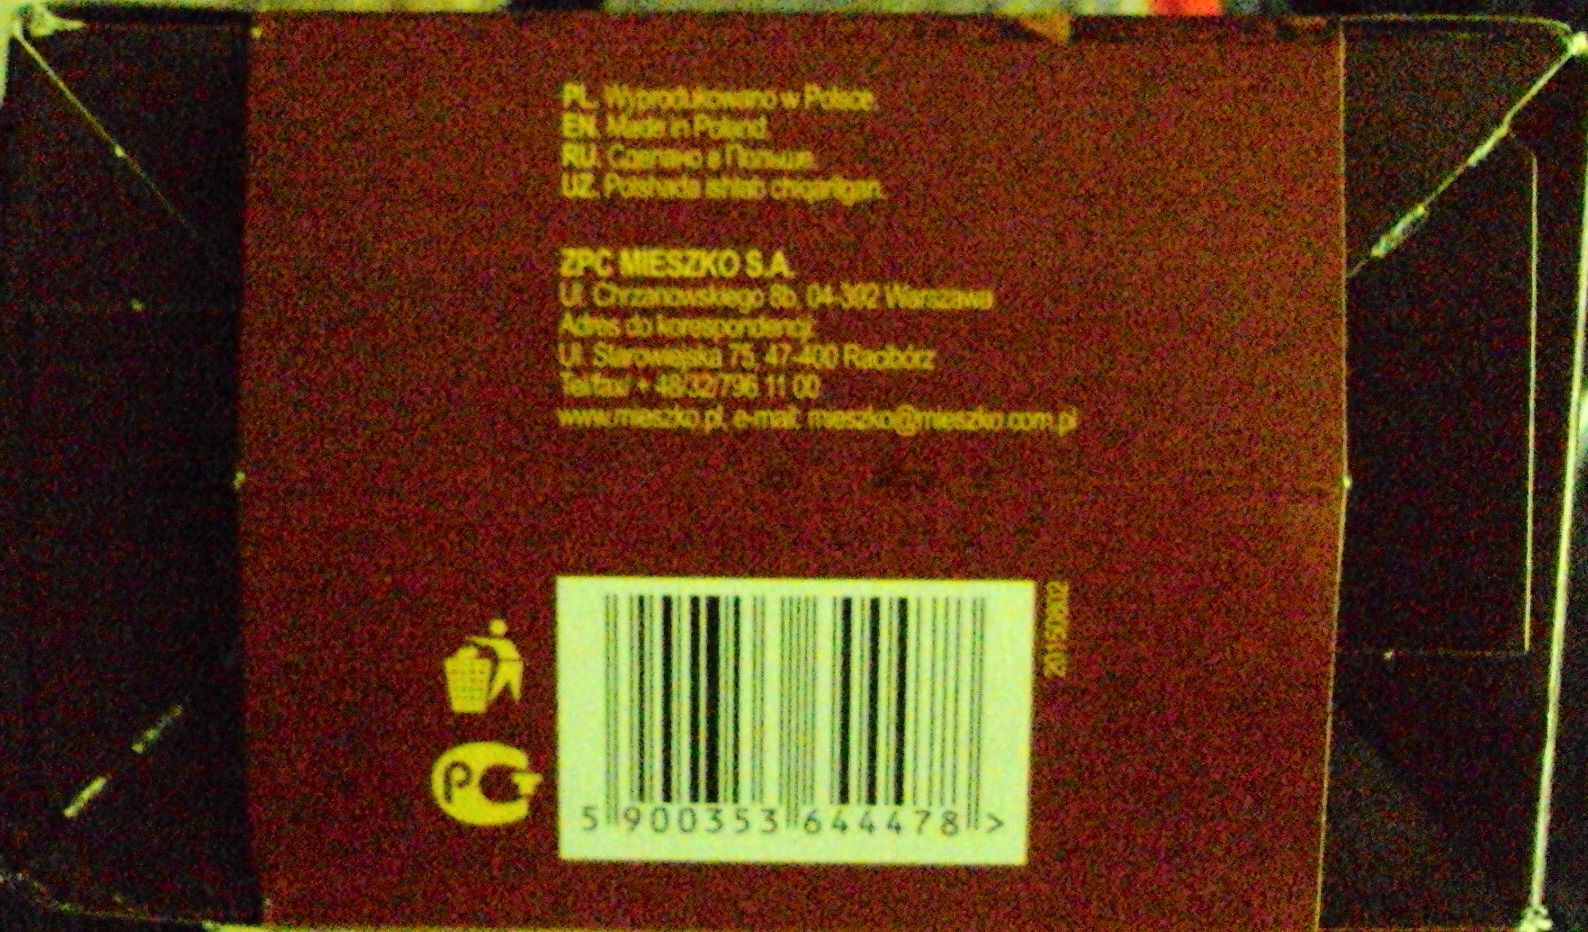 PL. Wyprodukowano w Polsce.
EN. Made in Poland.
RU. Сделано в Польше.
UZ. Polshada ishlab chiqarilgan.
ZPC MIESZKO S.A.
Ul. Chrzanowskiego 8b, 04-392 Warszawa
Adres do korespondencji:
Ul. Starowiejska 75, 47-400 Racibórz
Tel/fax/ + 48/32/796 11 00
www.mieszko.pl, e-mail: mieszko@mieszko.com.pl
PG
5 900353 644478 >